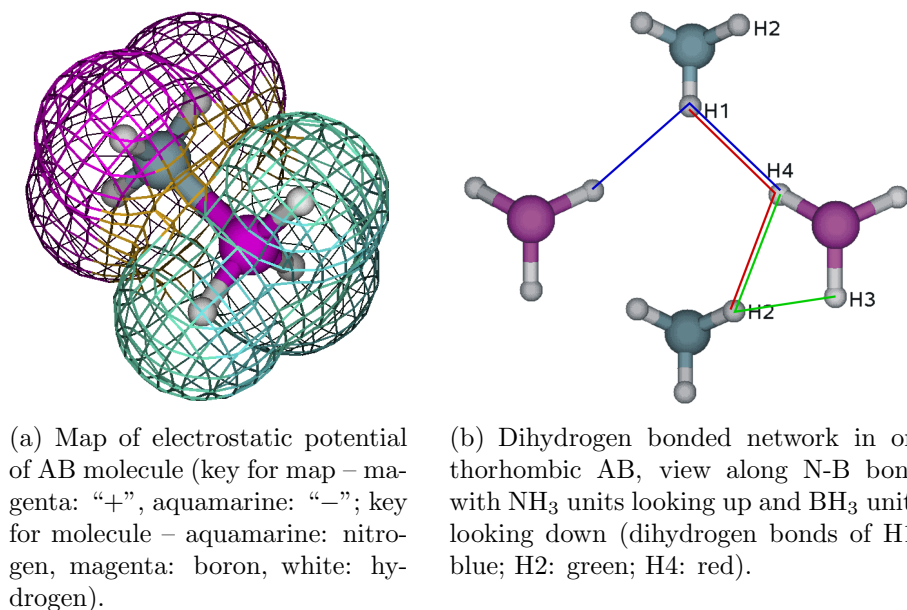 H2
H1
H4
H2
H3
(a) Map of electrostatic potential
of AB molecule (key for map – ma-
genta: “+”, aquamarine: “−”; key
for molecule – aquamarine: nitro-
gen, magenta: boron, white: hy-
drogen).
(b) Dihydrogen bonded network in or
thorhombic AB, view along N-B bon
with NH₃ units looking up and BH₃ unit
looking down (dihydrogen bonds of H1
blue; H2: green; H4: red).